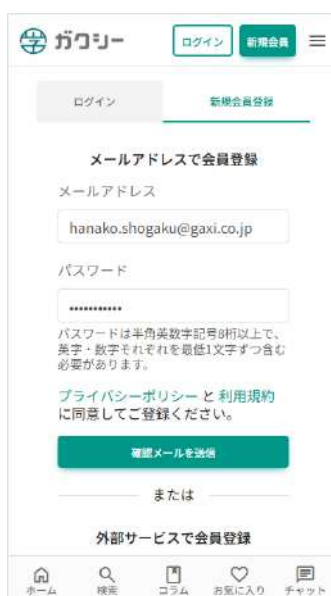 ガクシー
ログイン
新規会員
ログイン
新規会員登録
メールアドレスで会員登録
メールアドレス
hanako.shogaku@gaxi.co.jp
パスワード
•••••••••••
パスワードは半角英数字記号8桁以上で、
英字・数字それぞれを最低1文字ずつ含む
必要があります。
プライバシーポリシー と 利用規約
に同意してご登録ください。
確認メールを送信
または
外部サービスで会員登録
ホーム
検索
コラム
お気に入り
チャット